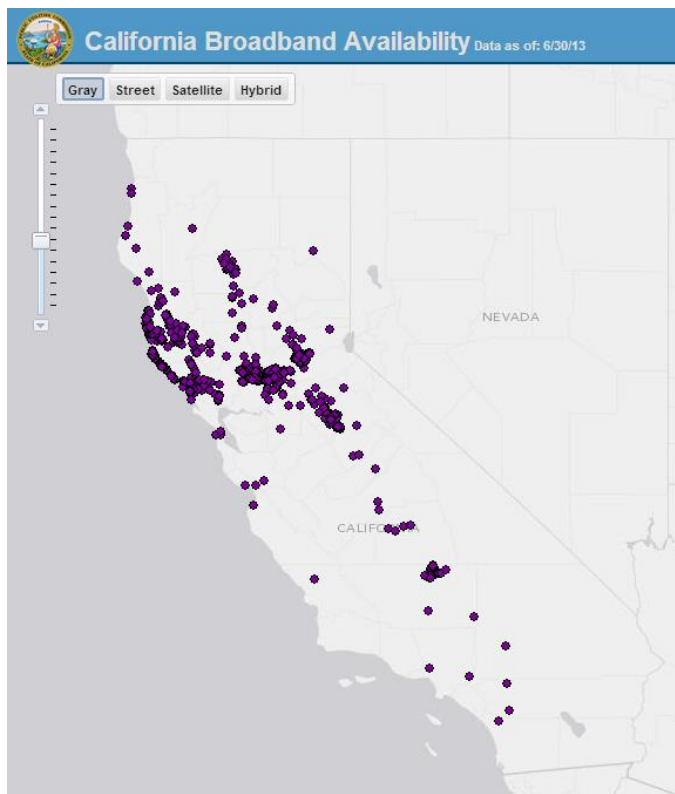 California Broadband Availability Data as of: 6/30/13
Gray Street Satellite Hybrid
NEVADA
CALIFORNIA